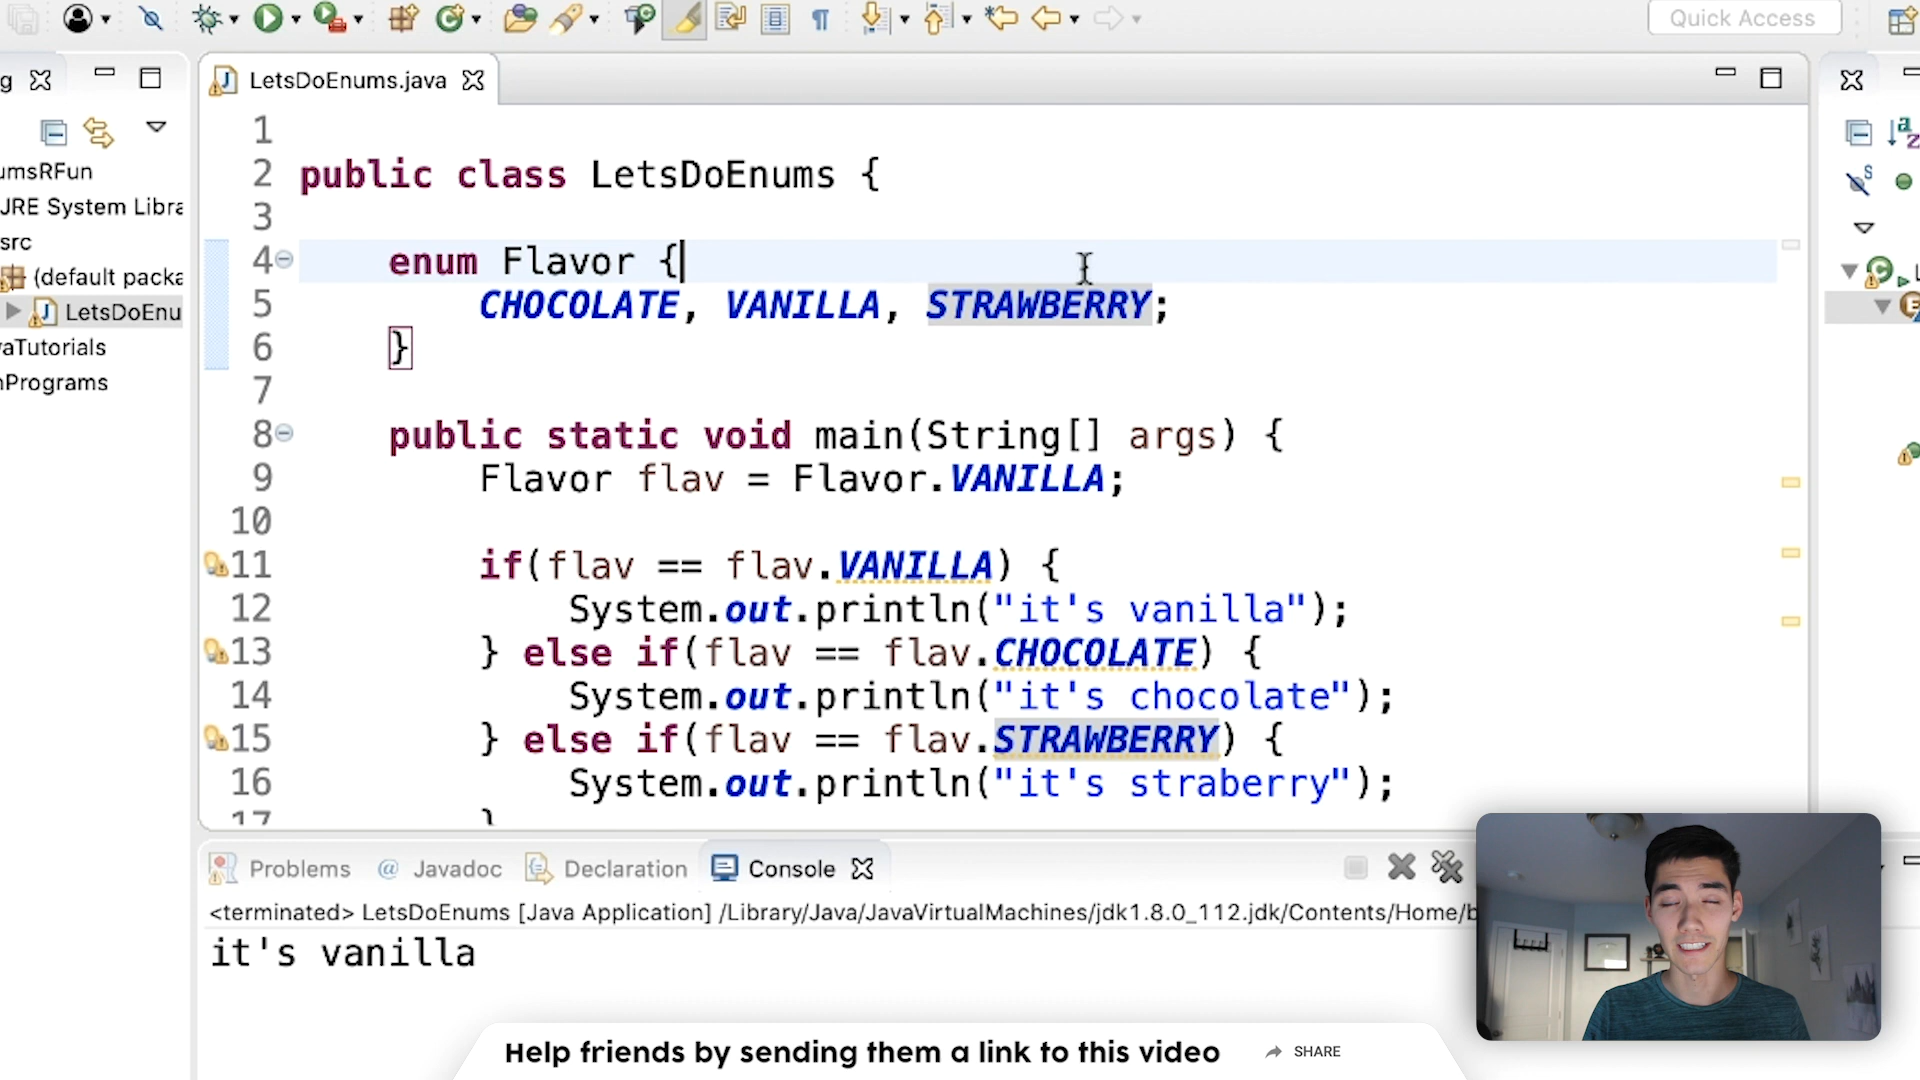 Quick Access
g
LetsDoEnums.java
umsRFun
JRE System Libra
src
(default packa
LetsDoEnu
vaTutorials
nPrograms
1
2 public class LetsDoEnums {
3
4 enum Flavor {
5 CHOCOLATE, VANILLA, STRAWBERRY;
6 }
7
8 public static void main(String[] args) {
9 Flavor flav = Flavor.VANILLA;
10
11 if(flav == flav.VANILLA) {
12 System.out.println("it's vanilla");
13 } else if(flav == flav.CHOCOLATE) {
14 System.out.println("it's chocolate");
15 } else if(flav == flav.STRAWBERRY) {
16 System.out.println("it's straberry");
17 }
Problems @ Javadoc Declaration Console
<terminated> LetsDoEnums [Java Application] /Library/Java/JavaVirtualMachines/jdk1.8.0_112.jdk/Contents/Home/b
it's vanilla
Help friends by sending them a link to this video SHARE